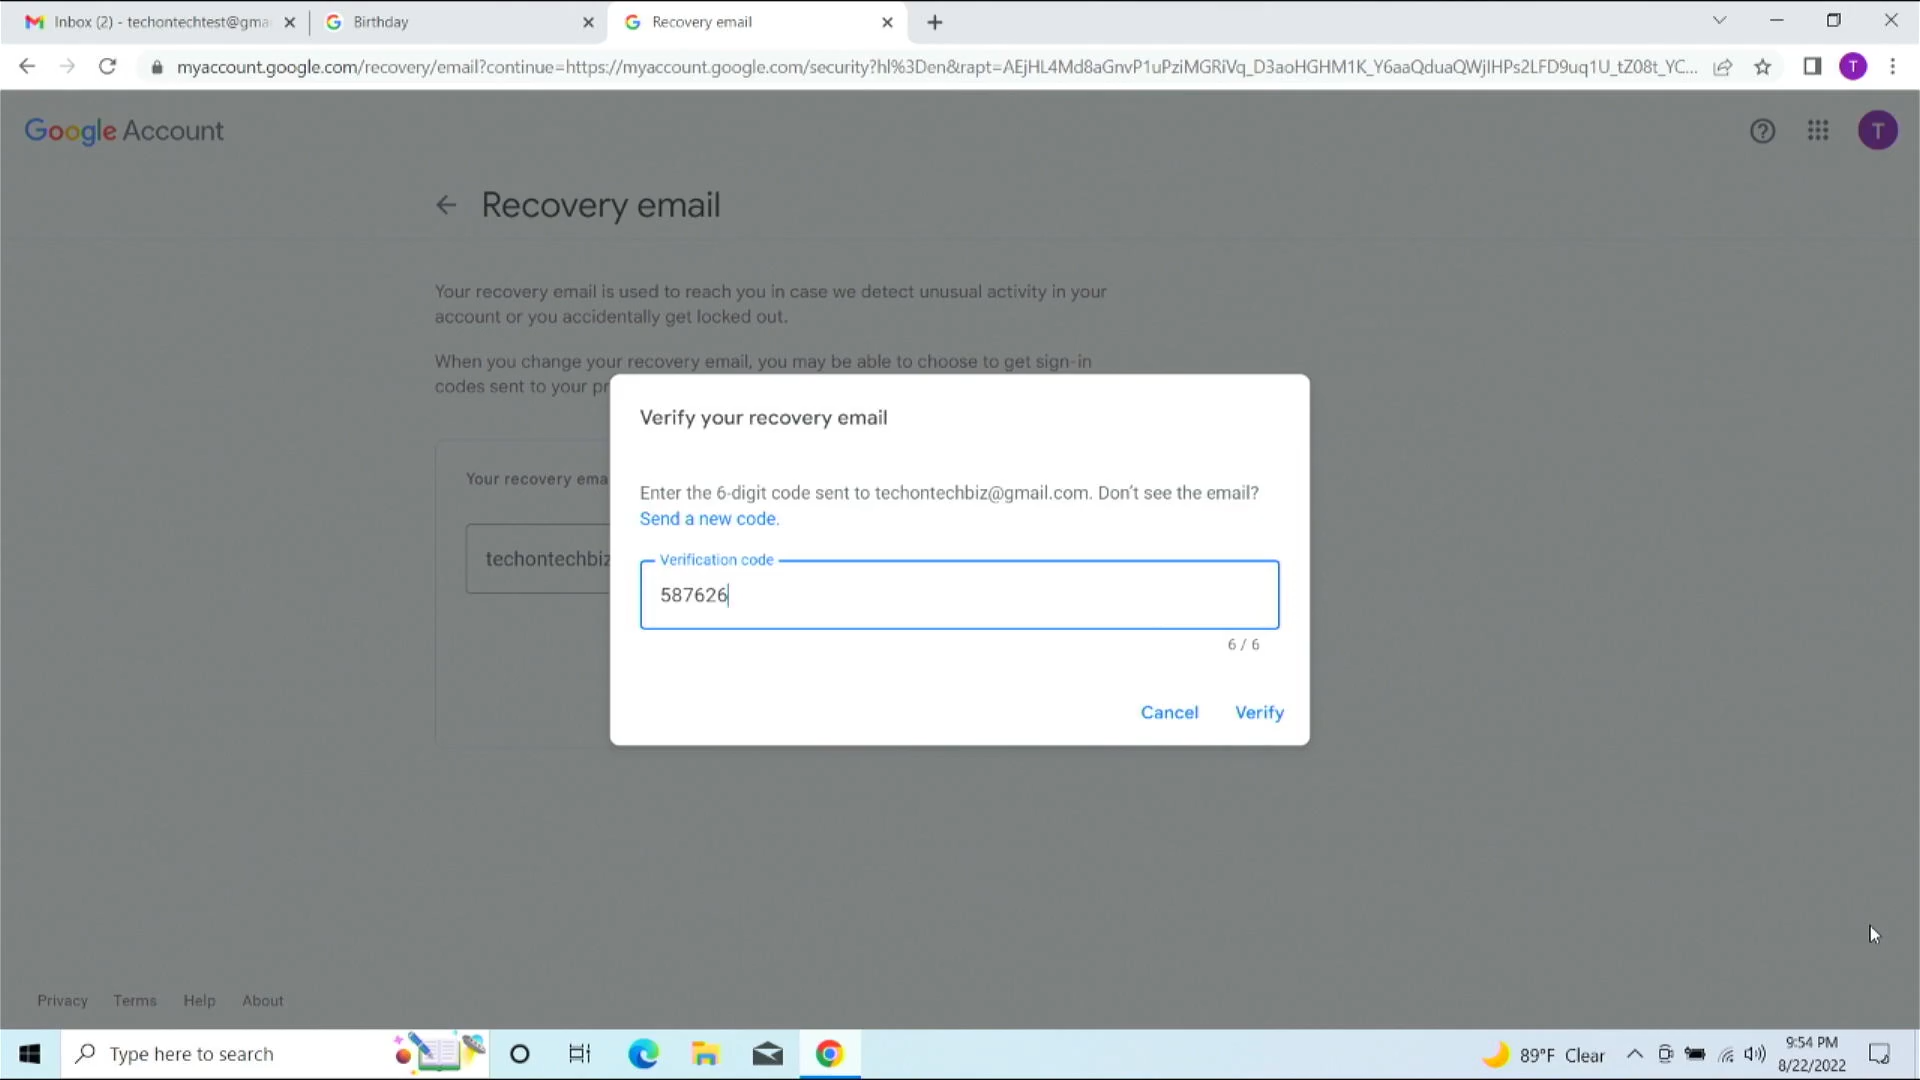 Inbox (2) - techontechtest@gma
Birthday
Recovery email
myaccount.google.com/recovery/email?continue=https://myaccount.google.com/security?hl%3Den&rapt=AEjHL4Md8aGnvP1uPziMGRiVq_D3aoHGHM1K_Y6aaQduaQWjIHPs2LFD9uq1U_tZ08t_YC...
T
Google Account
T
Recovery email
Your recovery email is used to reach you in case we detect unusual activity in your
account or you accidentally get locked out.
When you change your recovery email, you may be able to choose to get sign-in
codes sent to your pr
Verify your recovery email
Your recovery ema
Enter the 6-digit code sent to techontechbiz@gmail.com. Don't see the email?
Send a new code.
techontechbiz
Verification code
587626
6 / 6
Cancel
Verify
Privacy
Terms
Help
About
Type here to search
89°F Clear
9:54 PM
8/22/2022